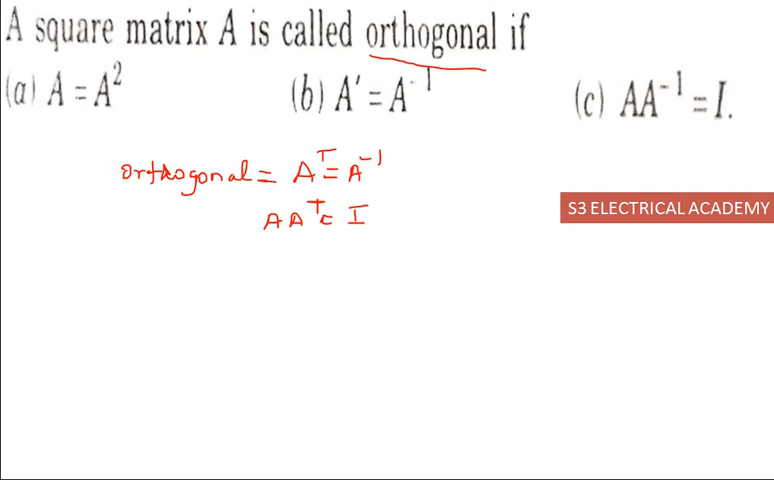 A square matrix A is called orthogonal if
(a) A = A² (b) A' = A⁻¹ (c) AA⁻¹ = I.
orthogonal = Aᵀ = A⁻¹
S3 ELECTRICAL ACADEMY
AAᵀ = I